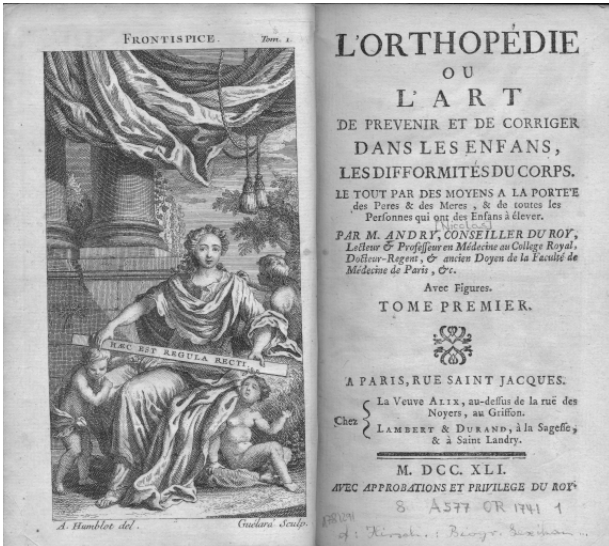 FRONTISPICE. Tom. 1.
HÆC EST REGULA RECTI
A. Humblot del. Guélard Sculp.
L'ORTHOPÉDIE
OU
L'ART
DE PREVENIR ET DE CORRIGER
DANS LES ENFANS,
LES DIFFORMITÉS DU CORPS.
LE TOUT PAR DES MOYENS A LA PORTÉE
des Peres & des Meres, & de toutes les
Personnes qui ont des Enfans à élever.
[Nicolas]
PAR M. ANDRY, CONSEILLER DU ROY,
Lecteur & Professeur en Médecine au College Royal,
Docteur-Regent, & ancien Doyen de la Faculté de
Médecine de Paris, &c.
Avec Figures.
TOME PREMIER.
A PARIS, RUE SAINT JACQUES.
Chez
La Veuve ALIX, au-dessus de la ruë des
Noyers, au Griffon.
LAMBERT & DURAND, à la Sagesse,
& à Saint Landry.
M. DCC. XLI.
AVEC APPROBATIONS ET PRIVILEGE DU ROY.
8 A577 OR 1741 1